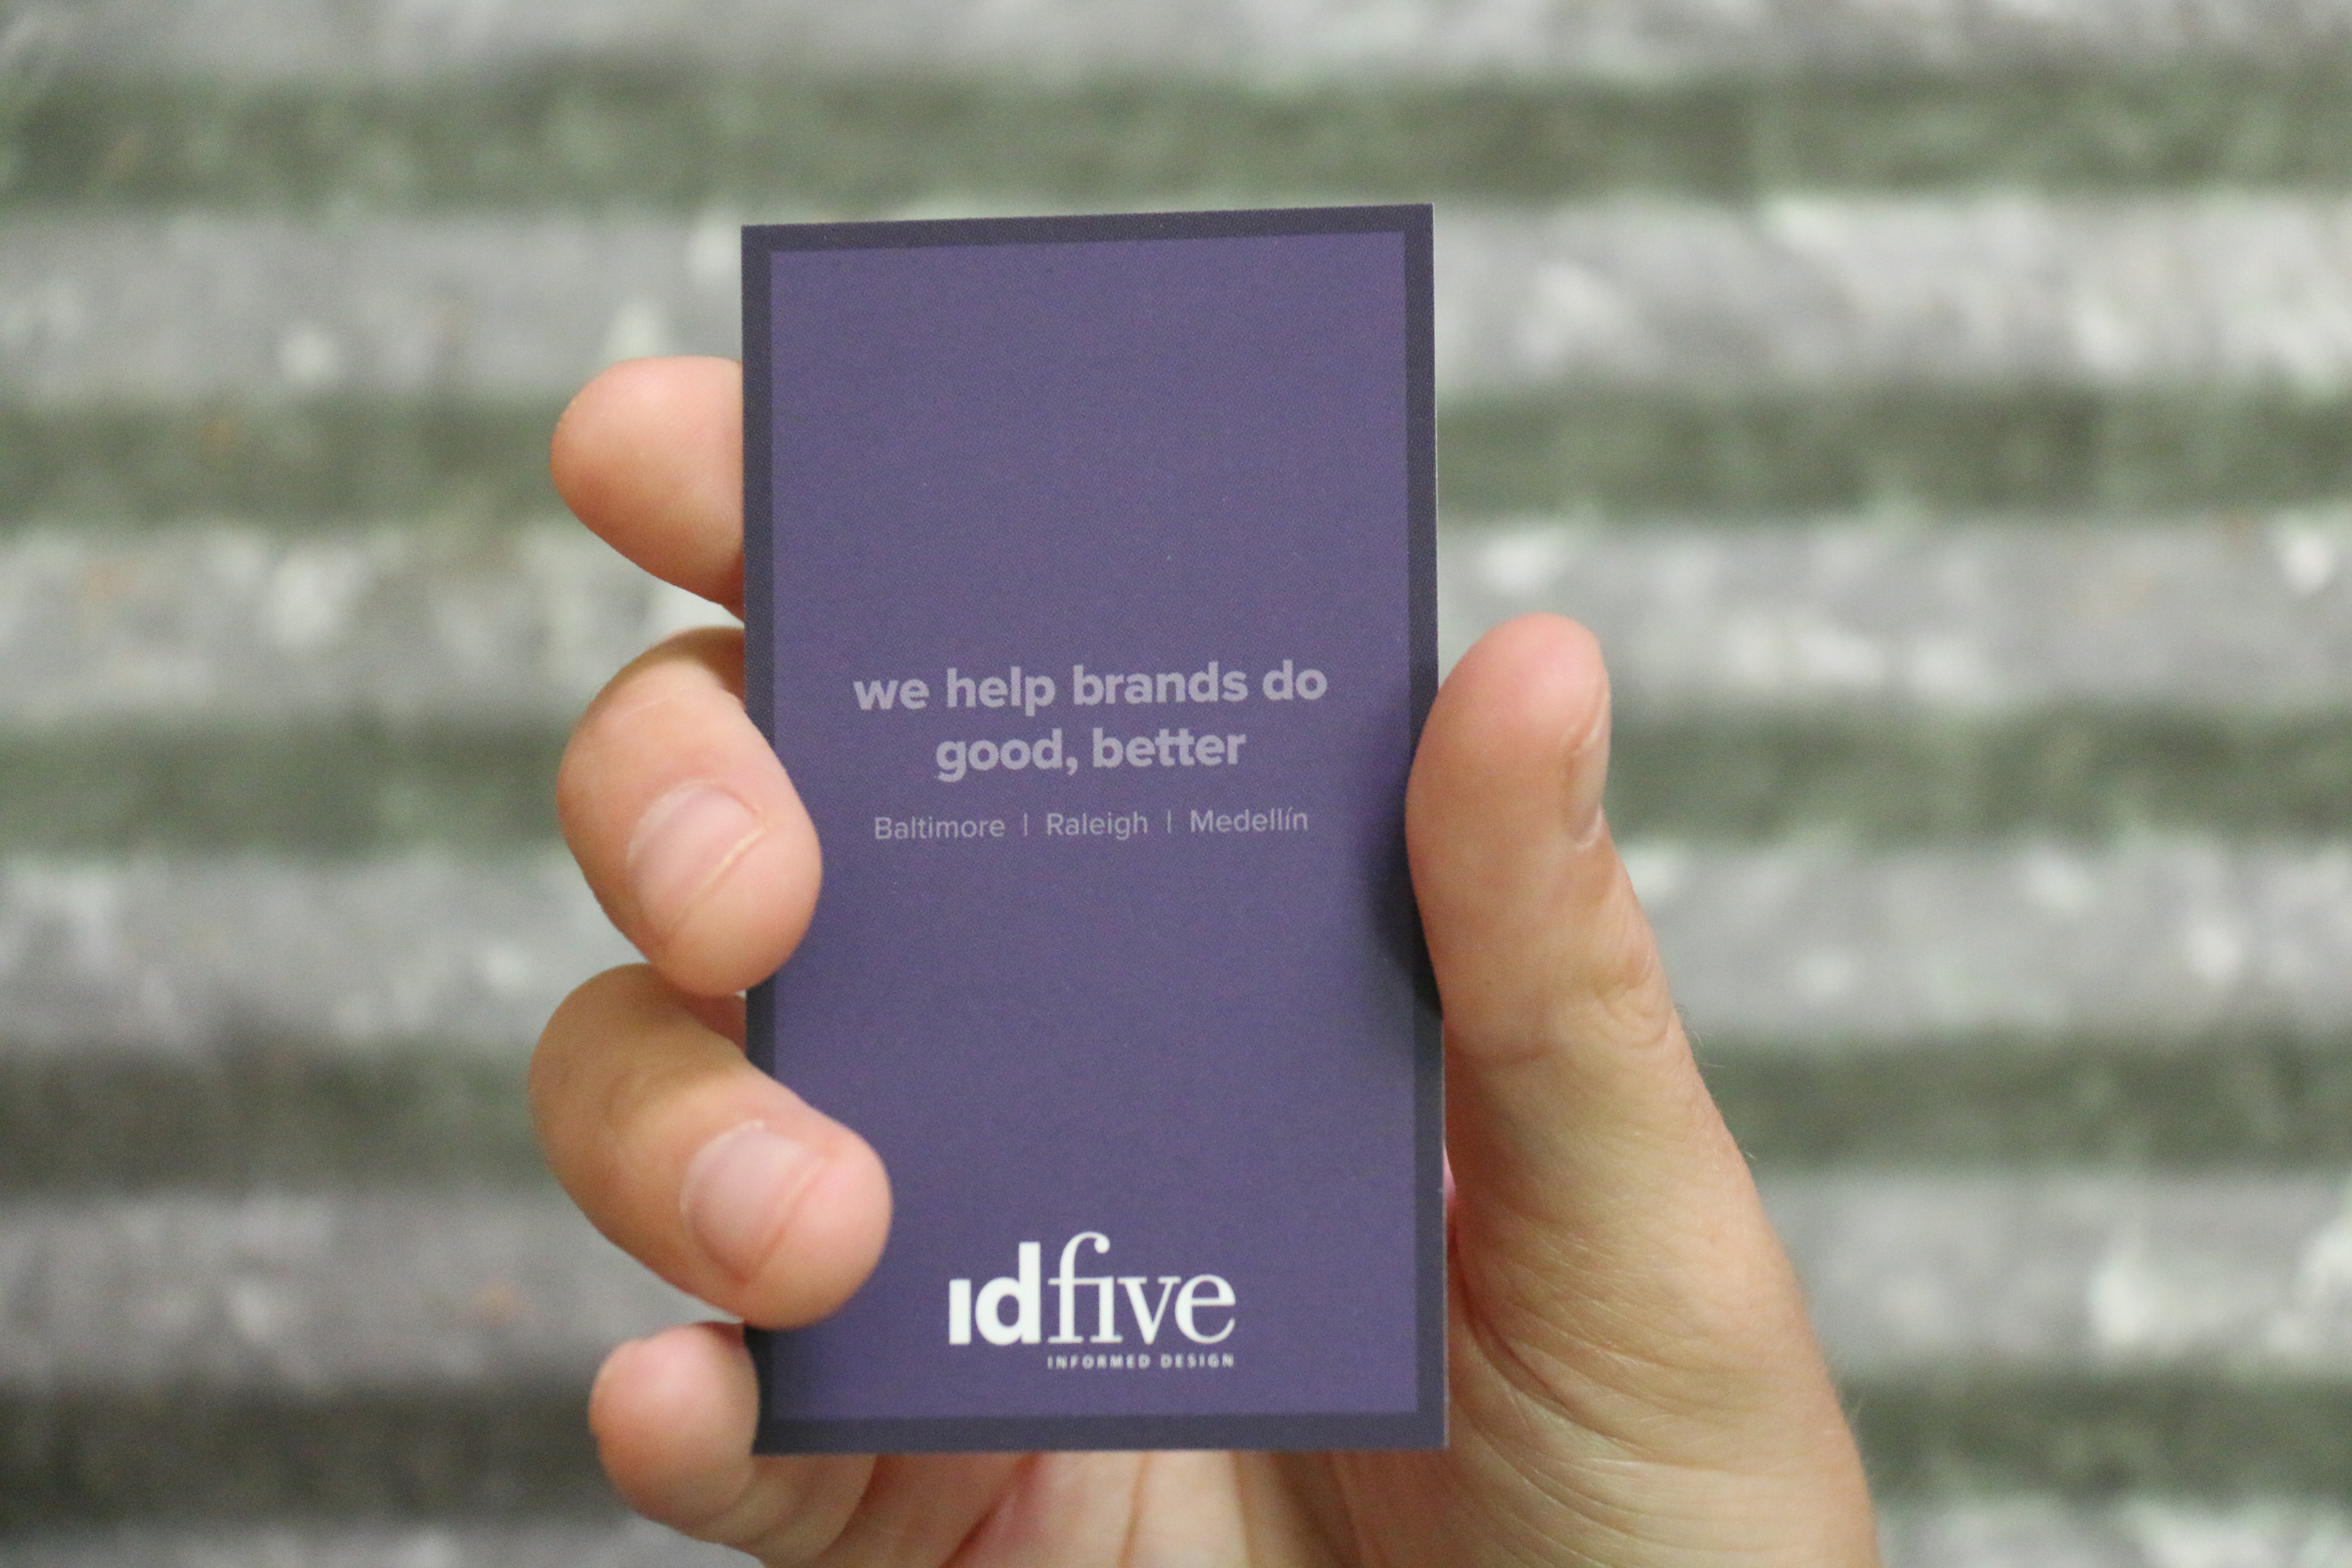 we help brands do
good, better
Baltimore | Raleigh | Medellín
idfive
INFORMED DESIGN